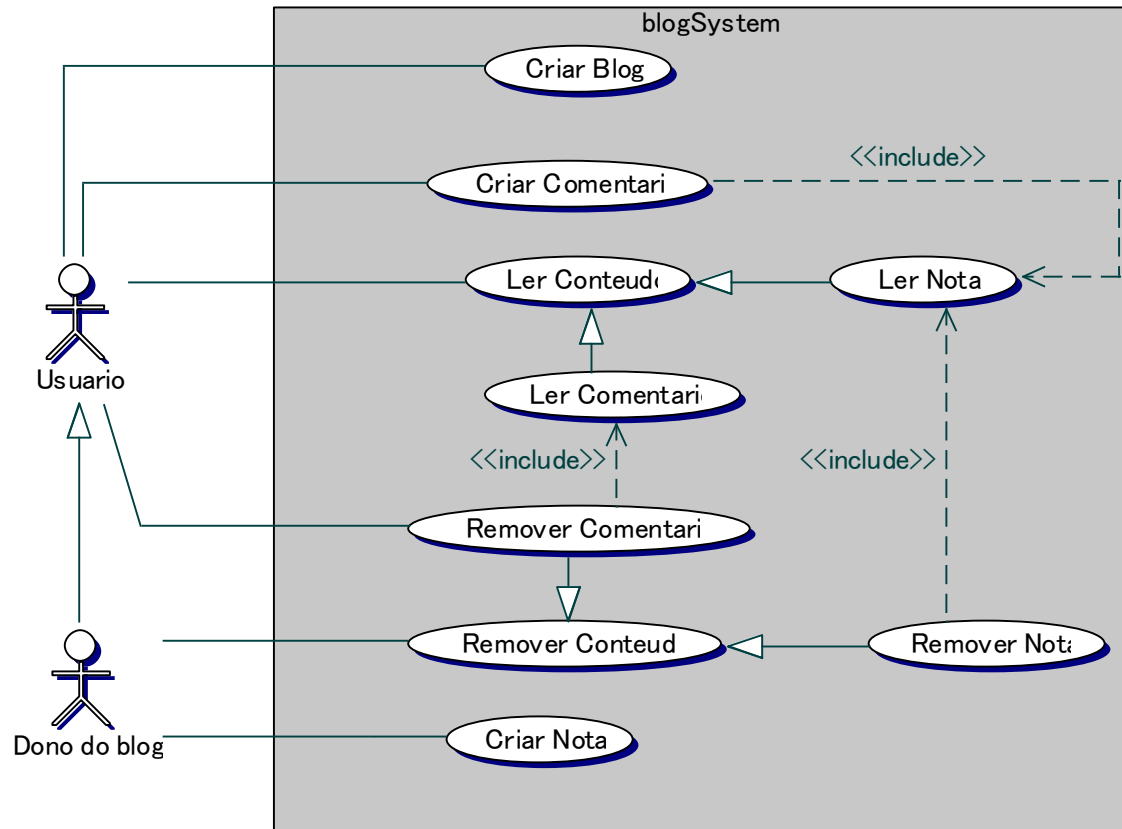 blogSystem
Criar Blog
<<include>>
Criar Comentari
Ler Conteudo
Ler Nota
Usuario
Ler Comentari
<<include>>
<<include>>
Remover Comentari
Remover Conteud
Remover Nota
Dono do blog
Criar Nota